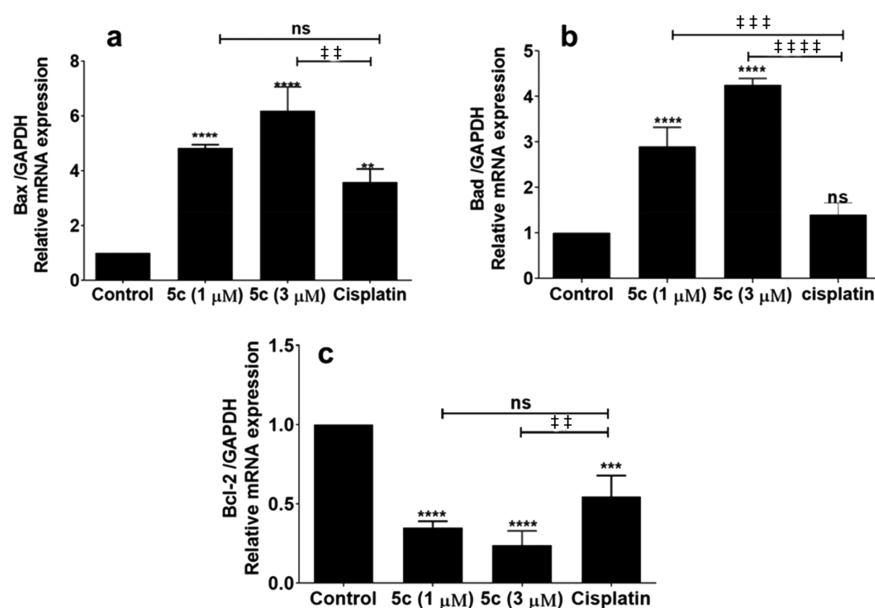 a
ns
‡ ‡
Bax /GAPDH
Relative mRNA expression
8
6
4
2
0
****
****
**
Control 5c (1 μM) 5c (3 μM) Cisplatin
b
‡ ‡ ‡
‡ ‡ ‡ ‡
Bad /GAPDH
Relative mRNA expression
5
4
3
2
1
0
****
****
ns
Control 5c (1 μM) 5c (3 μM) cisplatin
c
ns
‡ ‡
Bcl-2 /GAPDH
Relative mRNA expression
1.5
1.0
0.5
0.0
****
****
***
Control 5c (1 μM) 5c (3 μM) Cisplatin